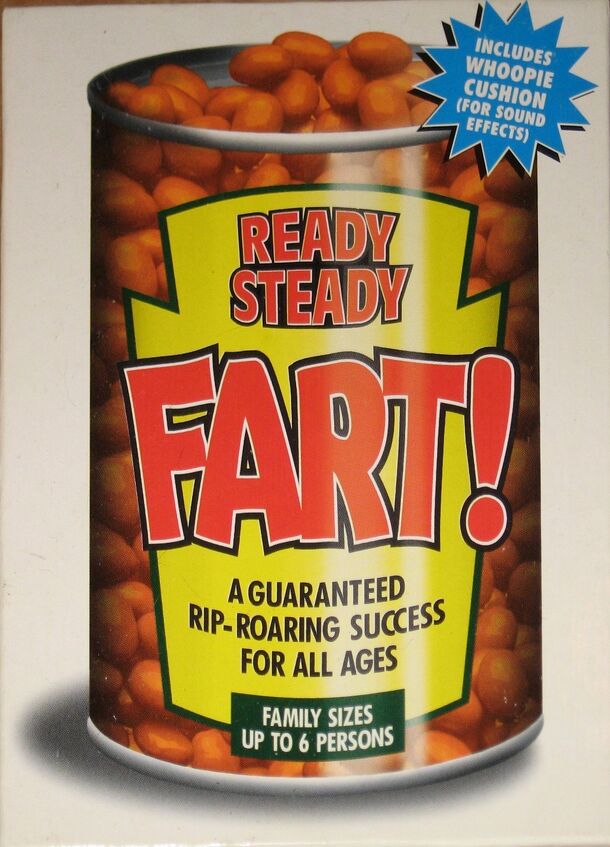 INCLUDES
WHOOPIE
CUSHION
(FOR SOUND
EFFECTS)
READY
STEADY
FART!
A GUARANTEED
RIP-ROARING SUCCESS
FOR ALL AGES
FAMILY SIZES
UP TO 6 PERSONS